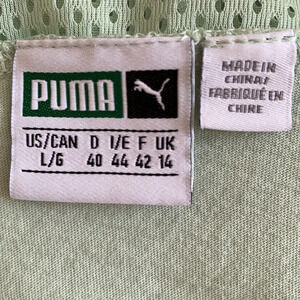 PUMA
US/CAN D I/E F UK
L/G 40 44 42 14
MADE IN
CHINA/
FABRIQUÉ EN
CHINE